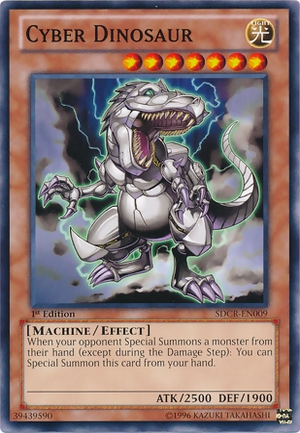 CYBER DINOSAUR
LIGHT
光
1st Edition
SDCR-EN009
[MACHINE / EFFECT]
When your opponent Special Summons a monster from
their hand (except during the Damage Step): You can
Special Summon this card from your hand.
ATK/2500 DEF/1900
39439590
©1996 KAZUKI TAKAHASHI